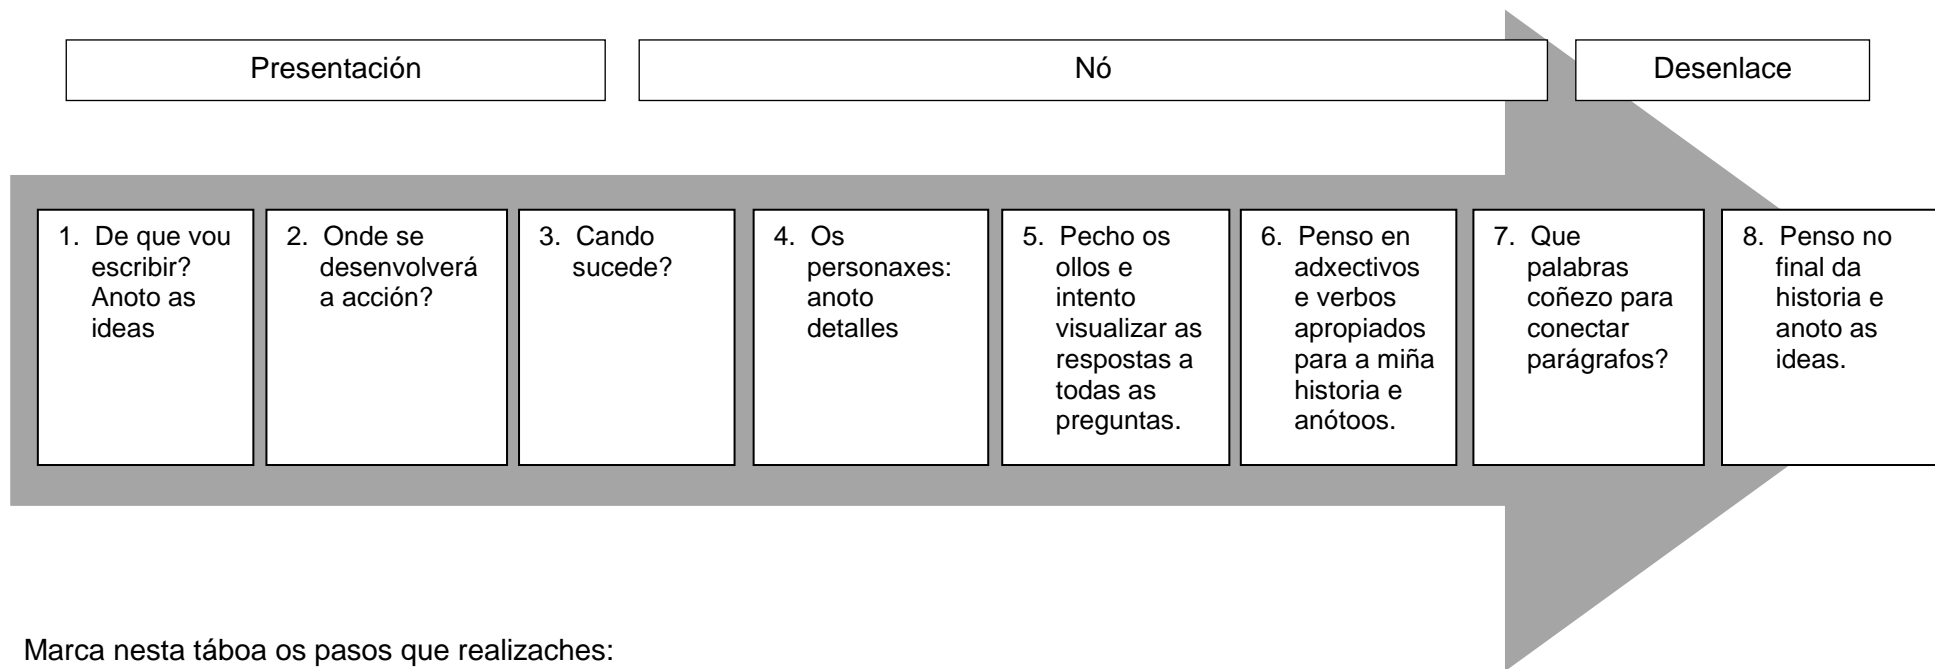 Presentación
Nó
Desenlace
1. De que vou
escribir?
Anoto as
ideas
2. Onde se
desenvolverá
a acción?
3. Cando
sucede?
4. Os
personaxes:
anoto
detalles
5. Pecho os
ollos e
intento
visualizar as
respostas a
todas as
preguntas.
6. Penso en
adxectivos
e verbos
apropiados
para a miña
historia e
anótoos.
7. Que
palabras
coñezo para
conectar
parágrafos?
8. Penso no
final da
historia e
anoto as
ideas.
Marca nesta táboa os pasos que realizaches: